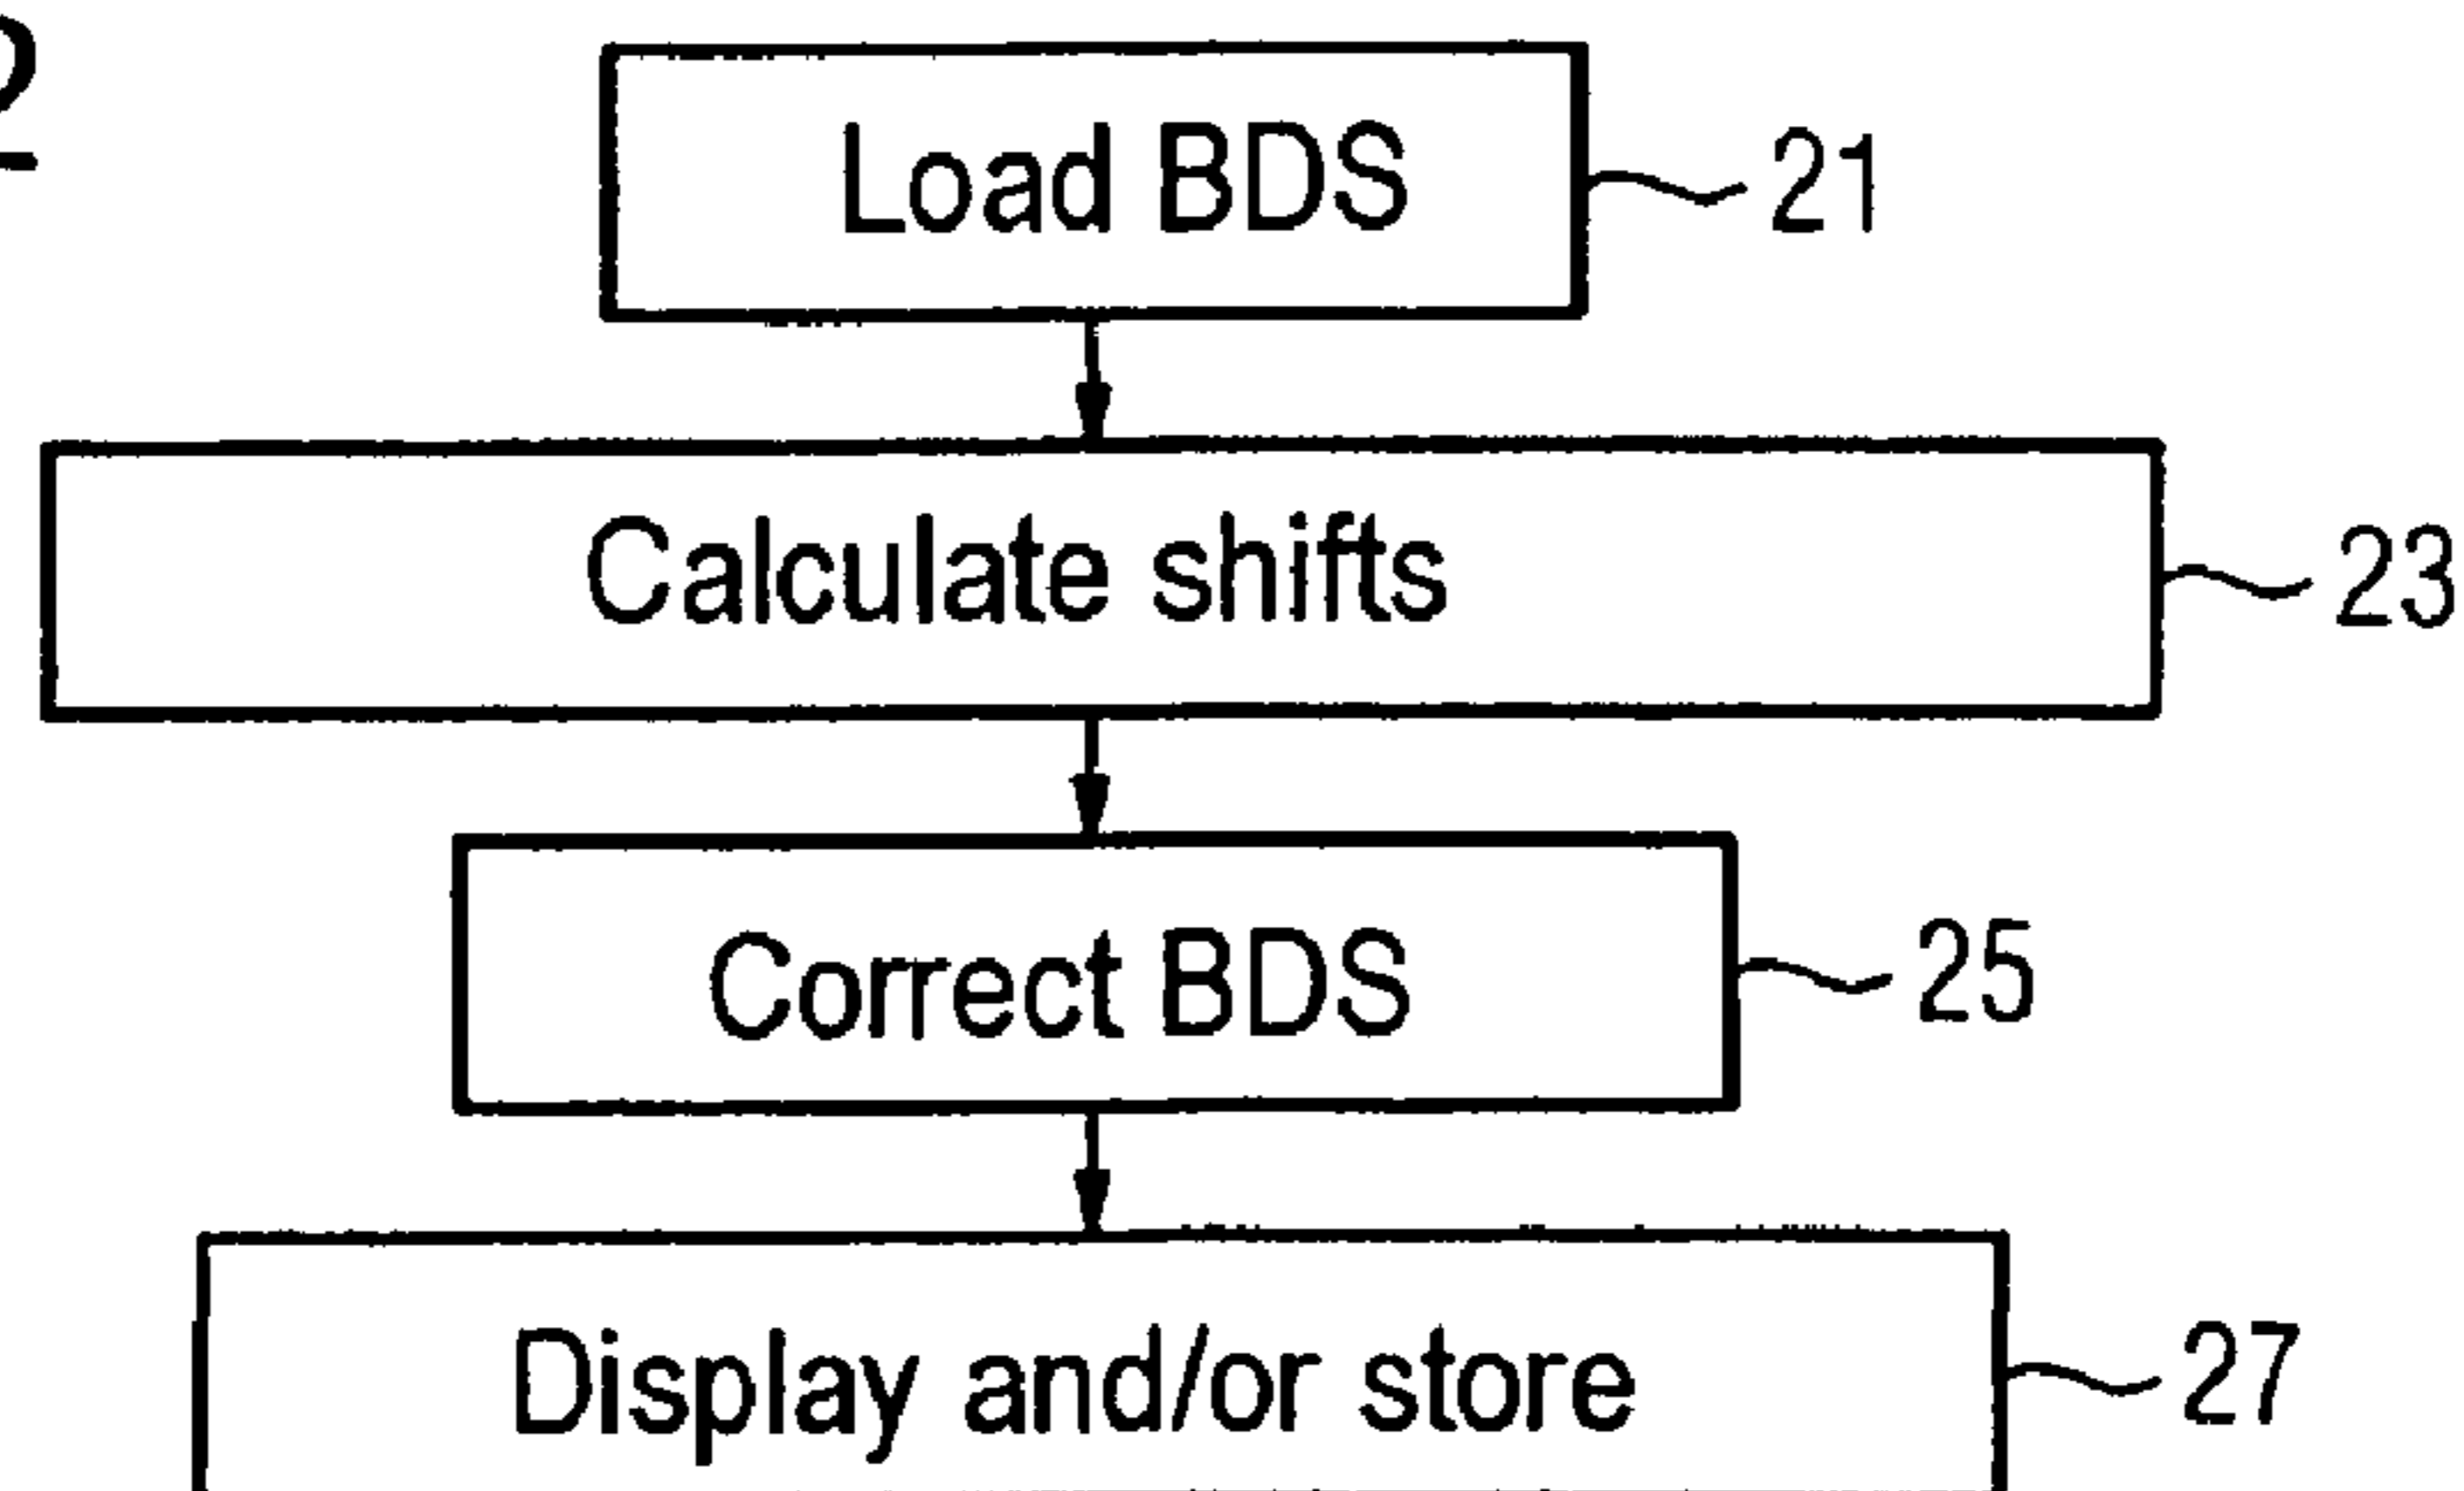 2
Load BDS 21
Calculate shifts 23
Correct BDS 25
Display and/or store 27